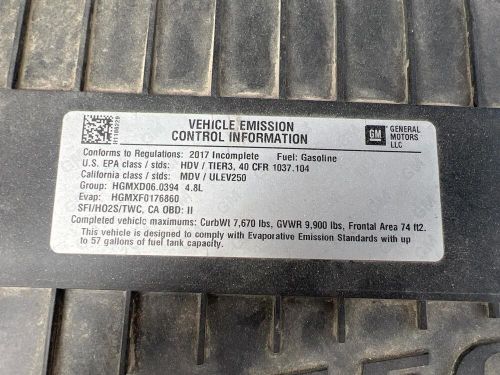 VEHICLE EMISSION
CONTROL INFORMATION
GM
GENERAL
MOTORS
LLC
Conforms to Regulations: 2017 Incomplete Fuel: Gasoline
U.S. EPA class / stds: HDV / TIER3, 40 CFR 1037.104
California class / stds: MDV / ULEV250
Group: HGMXD06.0394 4.8L
Evap: HGMXF0176860
SFI/HO2S/TWC, CA OBD: II
Completed vehicle maximums: CurbWt 7,670 lbs, GVWR 9,900 lbs, Frontal Area 74 ft2.
This vehicle is designed to comply with Evaporative Emission Standards with up
to 57 gallons of fuel tank capacity.